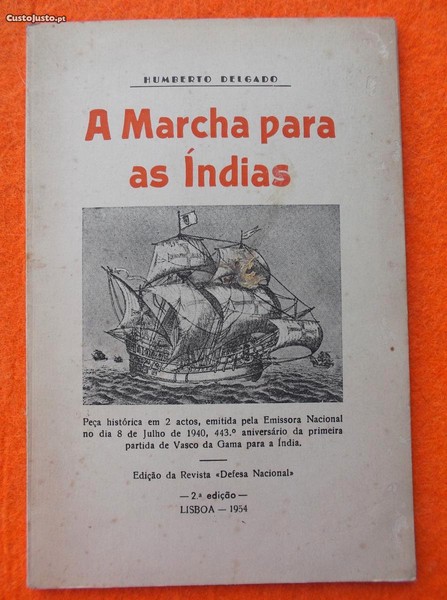 CustoJusto.pt
HUMBERTO DELGADO
A Marcha para
as Índias
Peça histórica em 2 actos, emitida pela Emissora Nacional
no dia 8 de Julho de 1940, 443.º aniversário da primeira
partida de Vasco da Gama para a Índia.
Edição da Revista «Defesa Nacional»
— 2.ª edição —
LISBOA — 1954